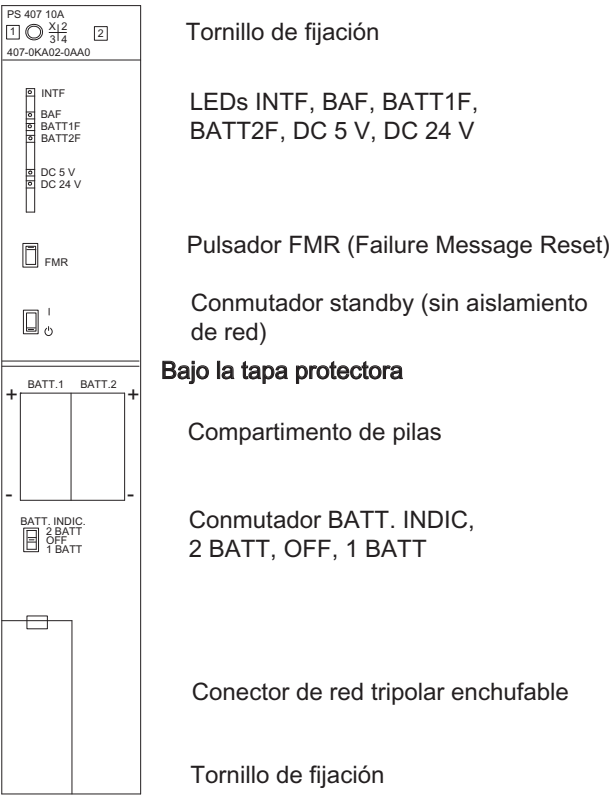 PS 407 10A
1 X 2 3 4 2
407-0KA02-0AA0
Tornillo de fijación
INTF
BAF
BATT1F
BATT2F
DC 5 V
DC 24 V
LEDs INTF, BAF, BATT1F,
BATT2F, DC 5 V, DC 24 V
FMR
Pulsador FMR (Failure Message Reset)
I
Conmutador standby (sin aislamiento
de red)
Bajo la tapa protectora
BATT.1 BATT.2
+ +
Compartimento de pilas
- -
BATT. INDIC.
2 BATT
OFF
1 BATT
Conmutador BATT. INDIC,
2 BATT, OFF, 1 BATT
Conector de red tripolar enchufable
Tornillo de fijación